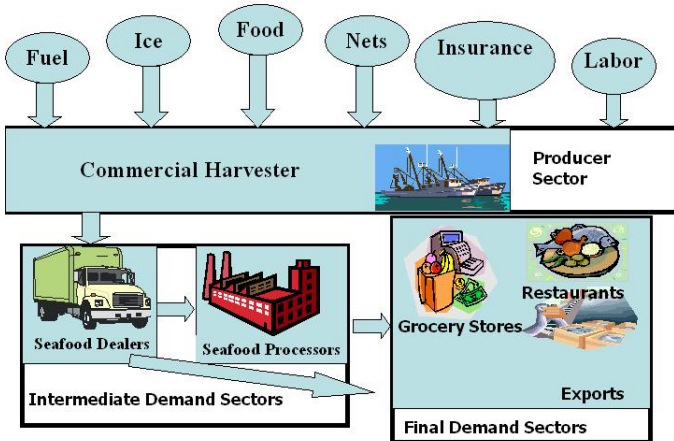 Fuel
Ice
Food
Nets
Insurance
Labor
Commercial Harvester
Producer
Sector
Seafood Dealers
Seafood Processors
Intermediate Demand Sectors
Grocery Stores
Restaurants
Exports
Final Demand Sectors